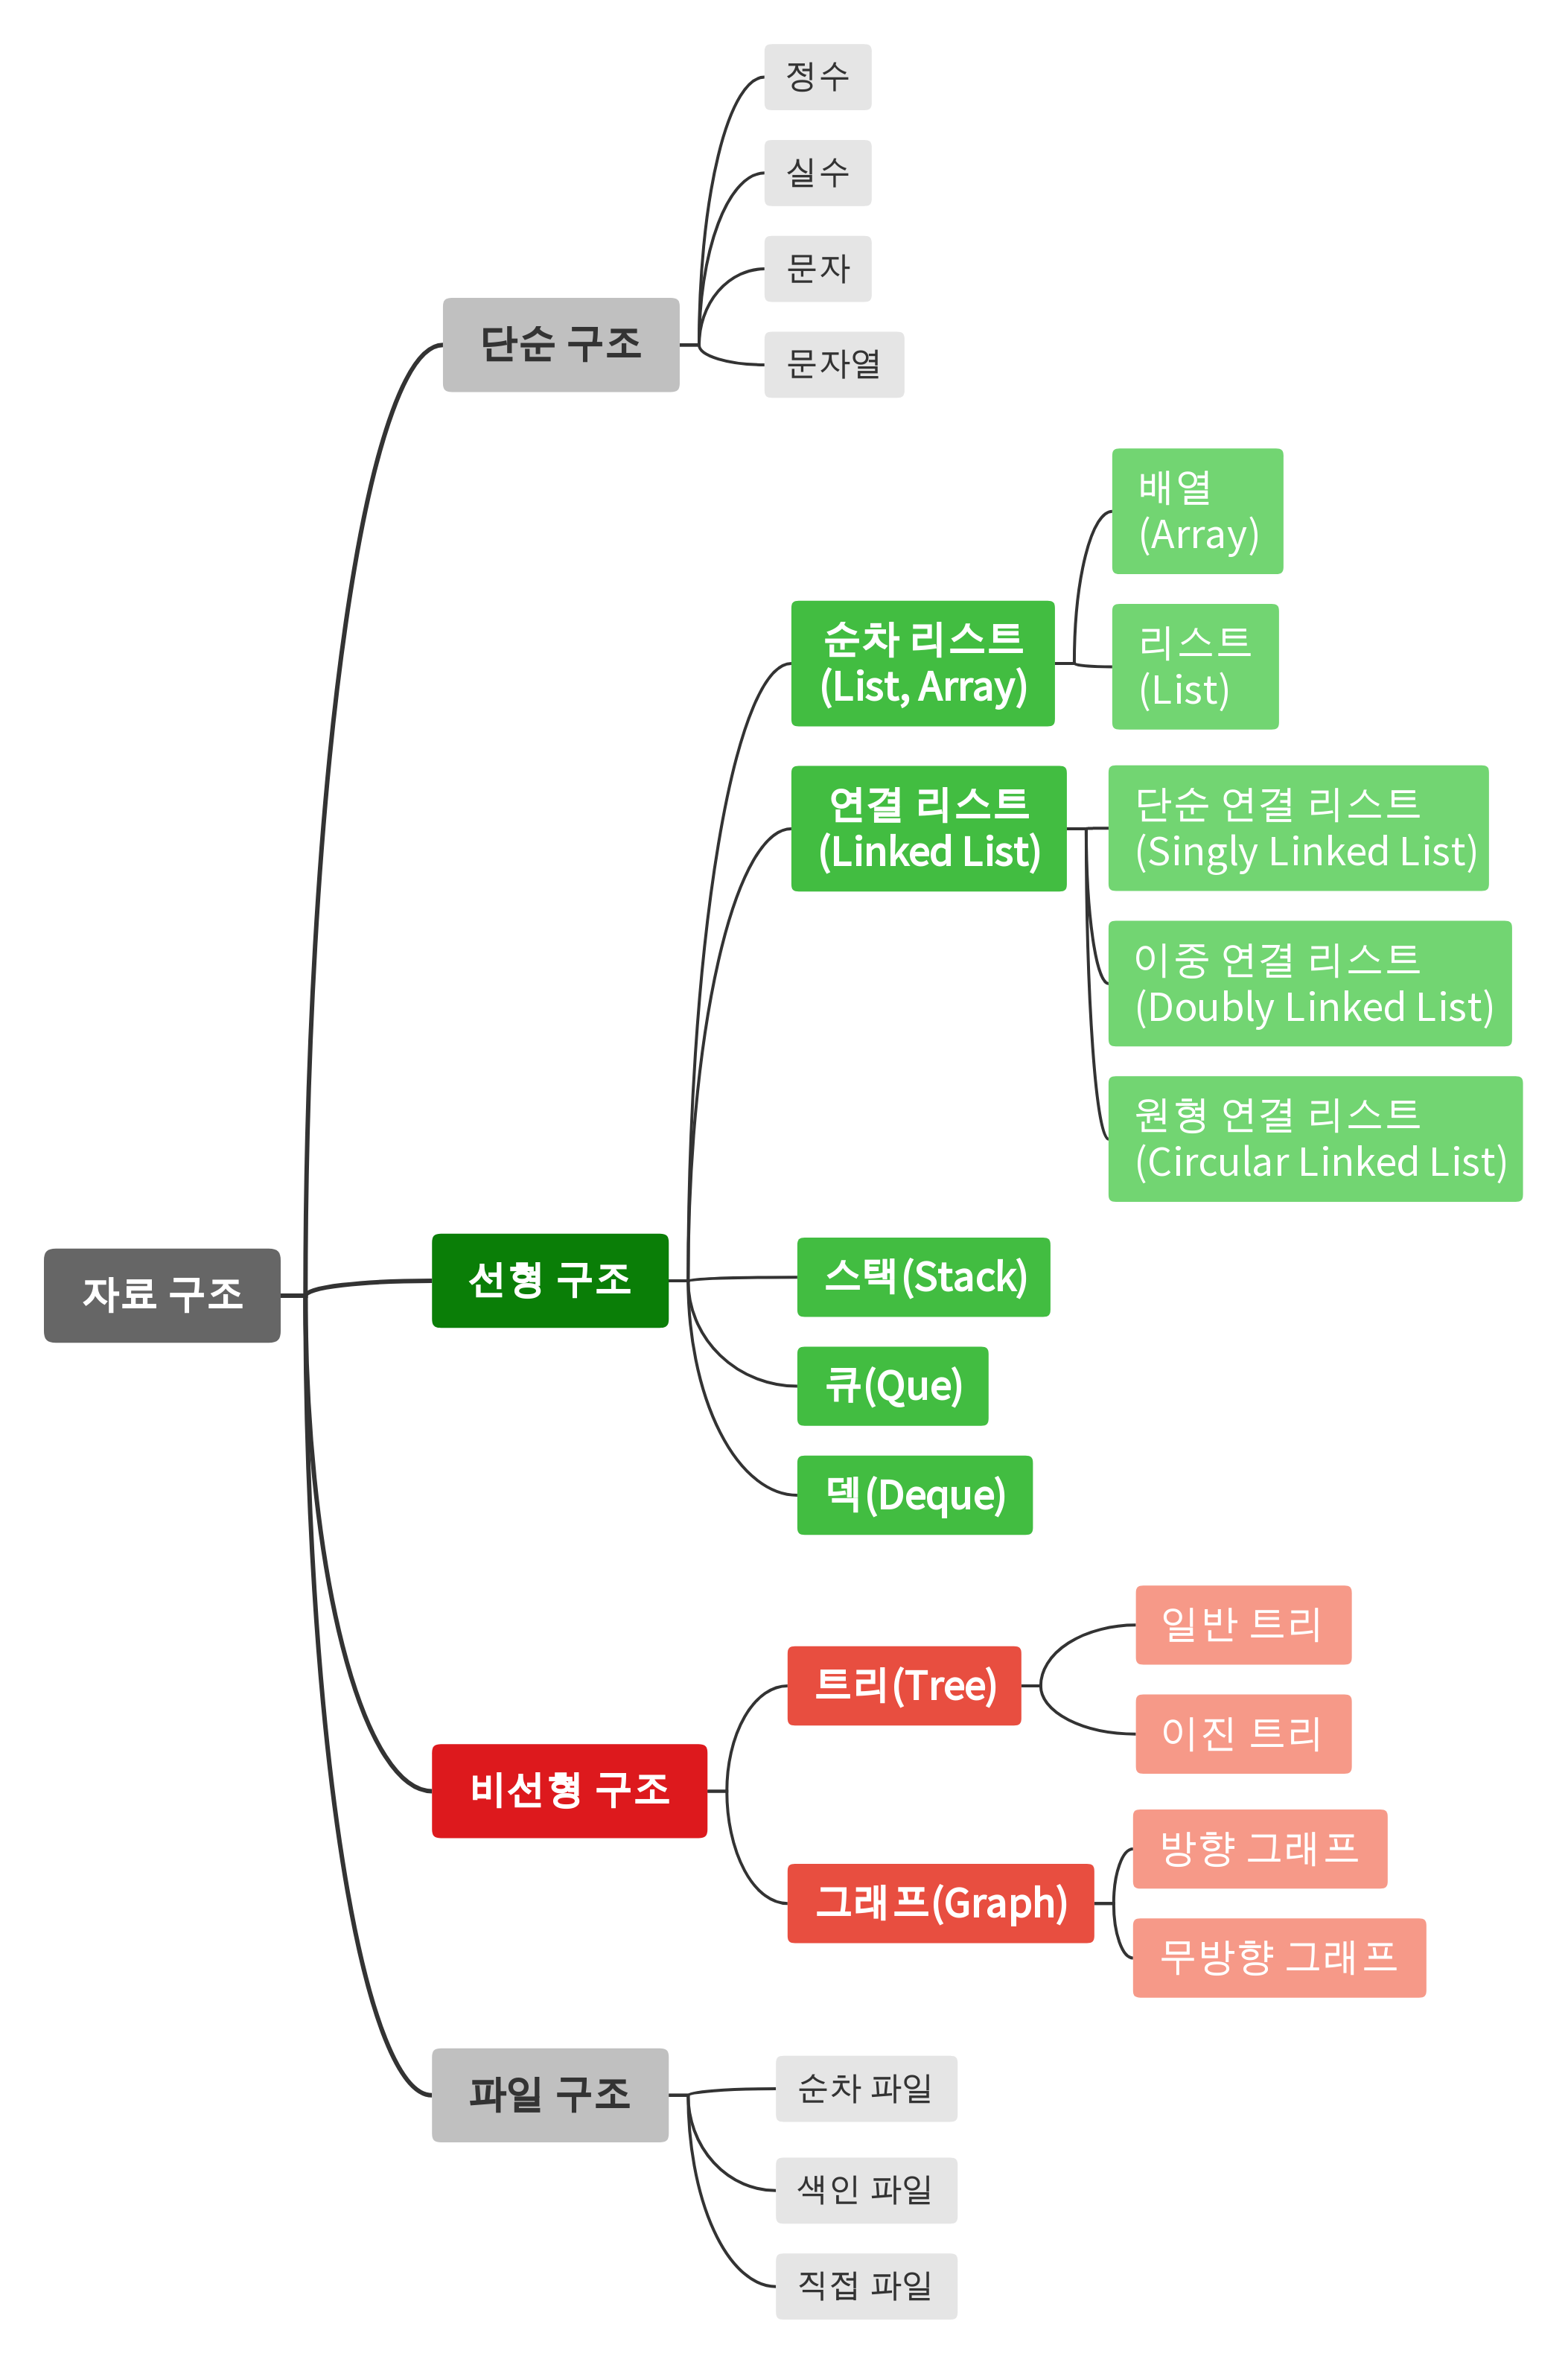 자료 구조
단순 구조
정수
실수
문자
문자열
선형 구조
순차 리스트
(List, Array)
배열
(Array)
리스트
(List)
연결 리스트
(Linked List)
단순 연결 리스트
(Singly Linked List)
이중 연결 리스트
(Doubly Linked List)
원형 연결 리스트
(Circular Linked List)
스택(Stack)
큐(Que)
덱(Deque)
비선형 구조
트리(Tree)
일반 트리
이진 트리
그래프(Graph)
방향 그래프
무방향 그래프
파일 구조
순차 파일
색인 파일
직접 파일